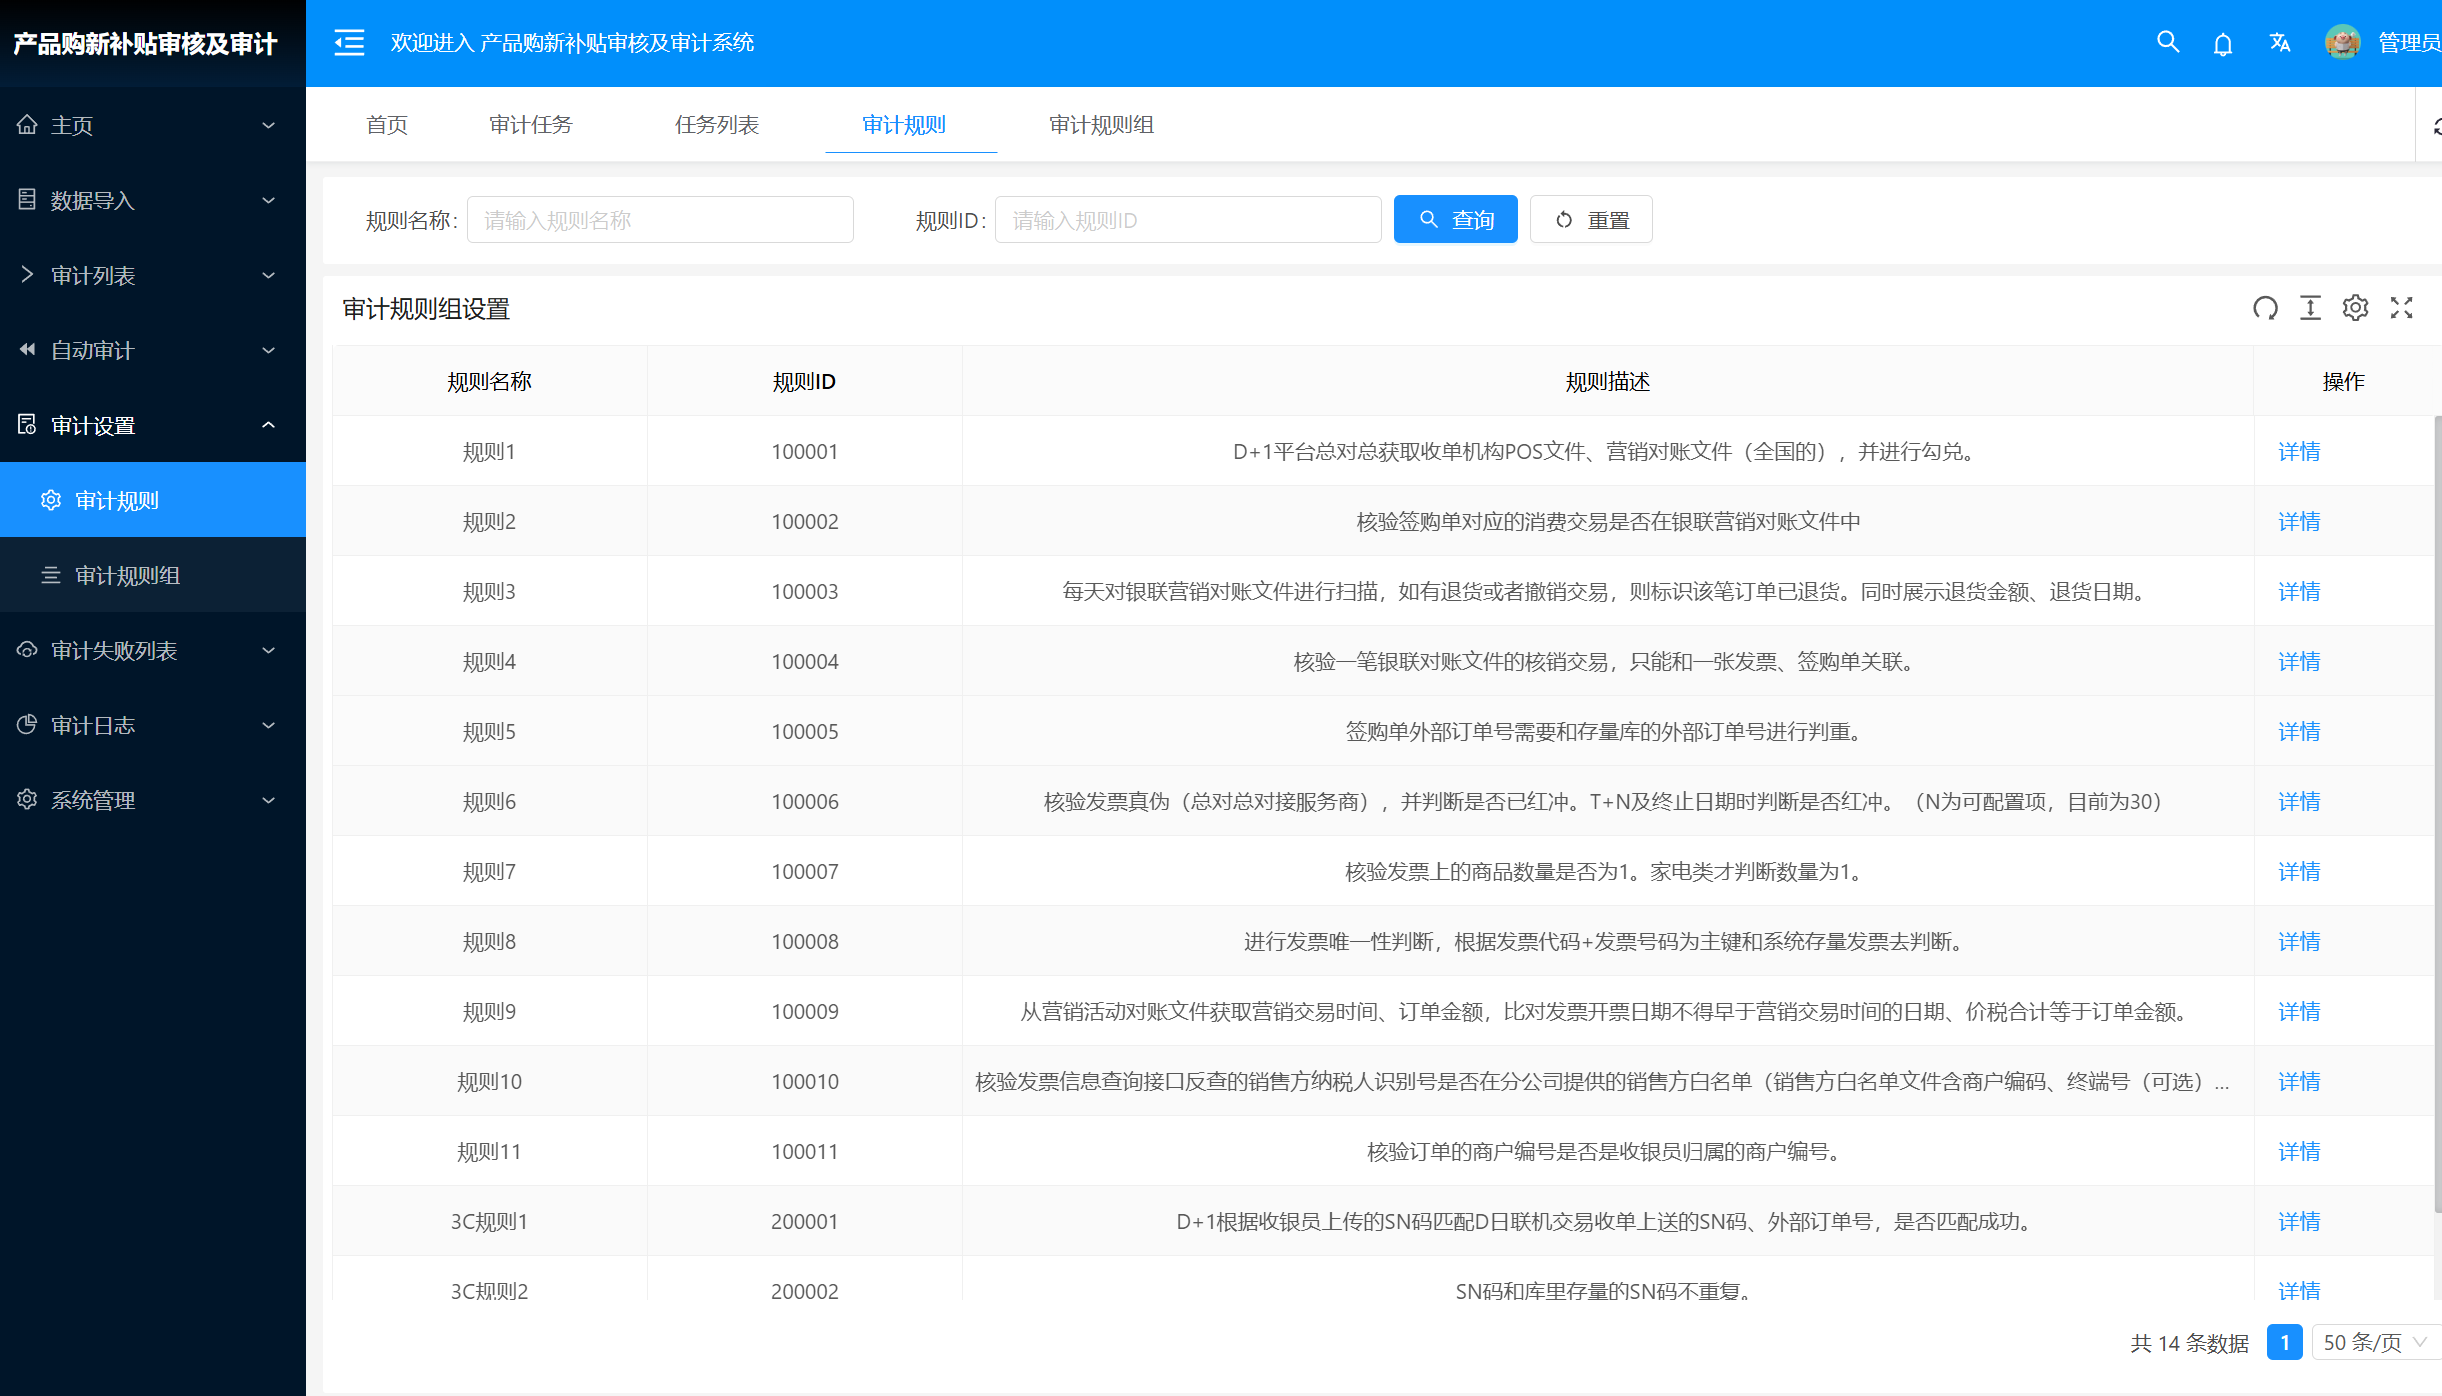 产品购新补贴审核及审计
欢迎进入 产品购新补贴审核及审计系统
管理员
主页
数据导入
审计列表
自动审计
审计设置
审计规则
审计规则组
审计失败列表
审计日志
系统管理
首页 审计任务 任务列表 审计规则 审计规则组
规则名称: 请输入规则名称 规则ID: 请输入规则ID 查询 重置
审计规则组设置
规则名称 规则ID 规则描述 操作
规则1 100001 D+1平台总对总获取收单机构POS文件、营销对账文件（全国的），并进行勾兑。 详情
规则2 100002 核验签购单对应的消费交易是否在银联营销对账文件中 详情
规则3 100003 每天对银联营销对账文件进行扫描，如有退货或者撤销交易，则标识该笔订单已退货。同时展示退货金额、退货日期。 详情
规则4 100004 核验一笔银联对账文件的核销交易，只能和一张发票、签购单关联。 详情
规则5 100005 签购单外部订单号需要和存量库的外部订单号进行判重。 详情
规则6 100006 核验发票真伪（总对总对接服务商），并判断是否已红冲。T+N及终止日期时判断是否红冲。（N为可配置项，目前为30） 详情
规则7 100007 核验发票上的商品数量是否为1。家电类才判断数量为1。 详情
规则8 100008 进行发票唯一性判断，根据发票代码+发票号码为主键和系统存量发票去判断。 详情
规则9 100009 从营销活动对账文件获取营销交易时间、订单金额，比对发票开票日期不得早于营销交易时间的日期、价税合计等于订单金额。 详情
规则10 100010 核验发票信息查询接口反查的销售方纳税人识别号是否在分公司提供的销售方白名单（销售方白名单文件含商户编码、终端号（可选）... 详情
规则11 100011 核验订单的商户编号是否是收银员归属的商户编号。 详情
3C规则1 200001 D+1根据收银员上传的SN码匹配D日联机交易收单上送的SN码、外部订单号，是否匹配成功。 详情
3C规则2 200002 SN码和库里存量的SN码不重复。 详情
共 14 条数据 1 50 条/页